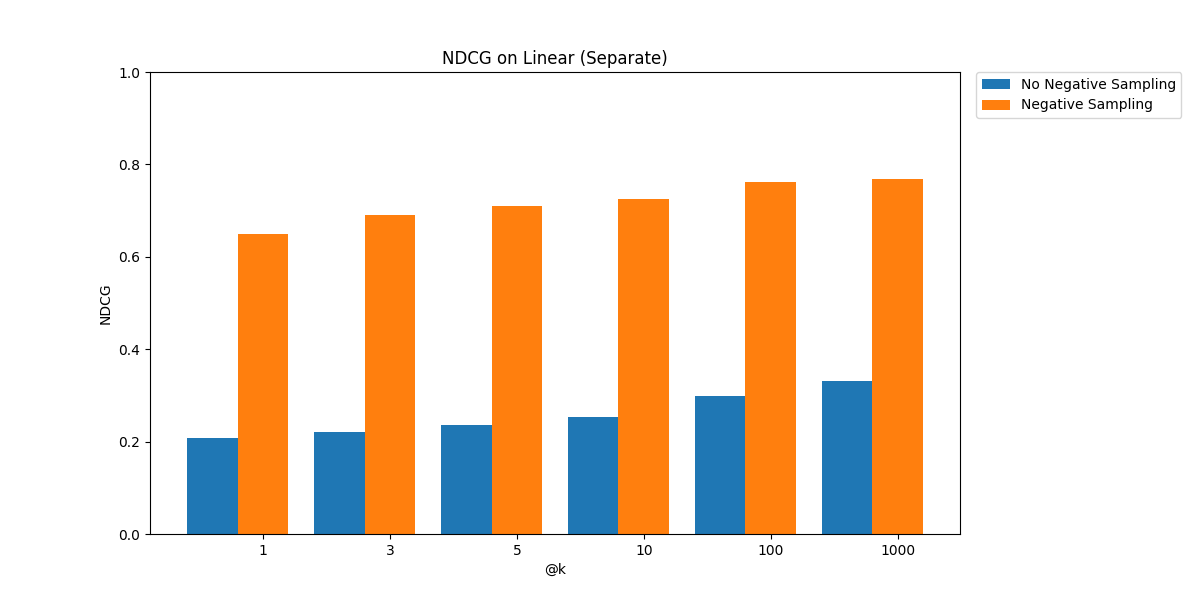 NDCG on Linear (Separate)
No Negative Sampling
Negative Sampling
1.0
0.8
0.6
0.4
0.2
0.0
NDCG
1 3 5 10 100 1000
@k